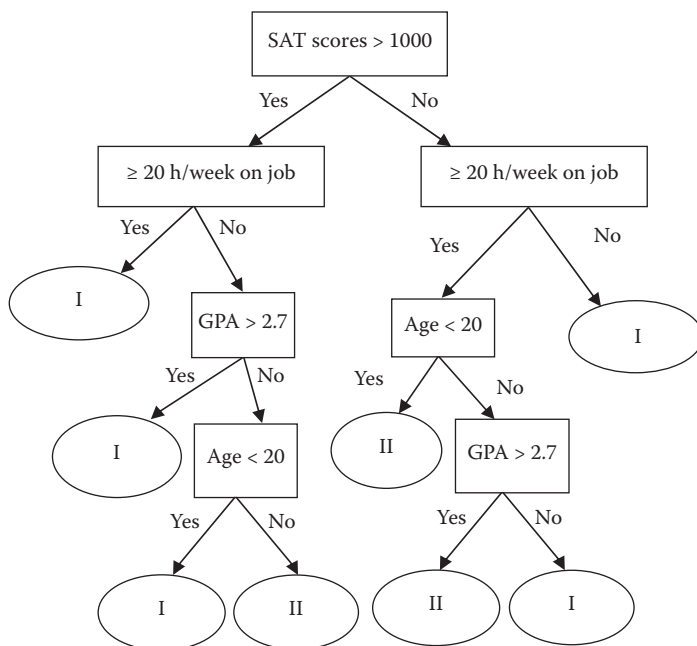 SAT scores > 1000
Yes
No
≥ 20 h/week on job
≥ 20 h/week on job
Yes
No
Yes
No
I
GPA > 2.7
Age < 20
I
Yes
No
Yes
No
I
Age < 20
II
GPA > 2.7
Yes
No
Yes
No
I
II
II
I